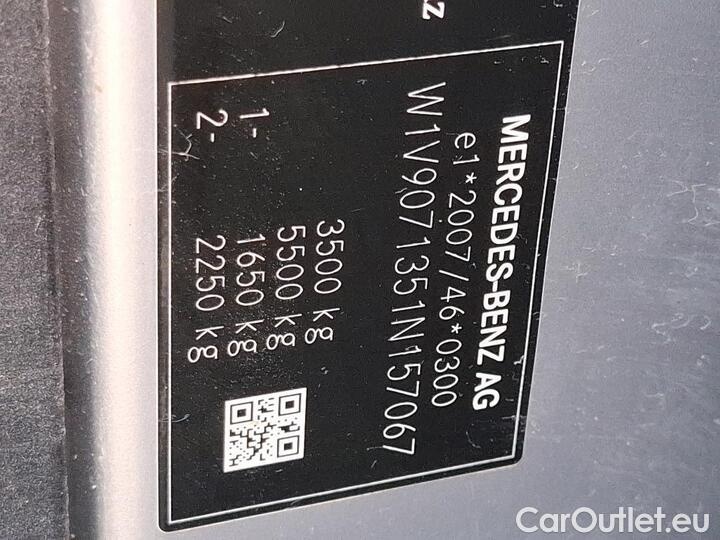 z
MERCEDES-BENZ AG
e1*2007/46*0300
W1V9071351N157067
3500 kg
5500 kg
1- 1650 kg
2- 2250 kg
CarOutlet.eu